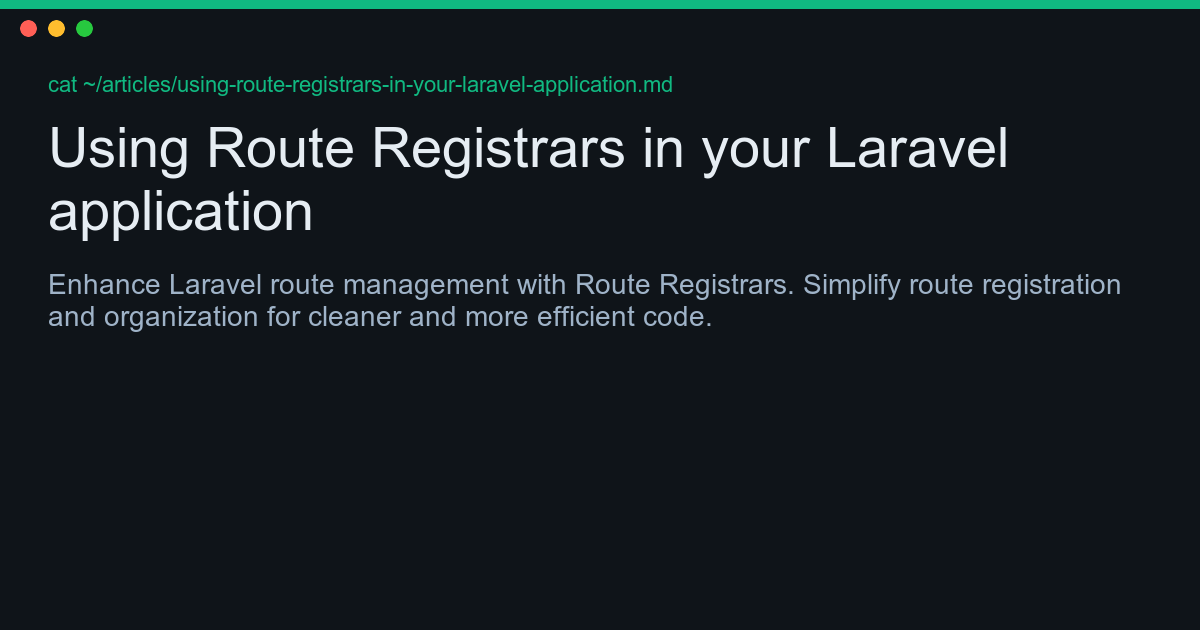 cat ~/articles/using-route-registrars-in-your-laravel-application.md
Using Route Registrars in your Laravel
application
Enhance Laravel route management with Route Registrars. Simplify route registration
and organization for cleaner and more efficient code.